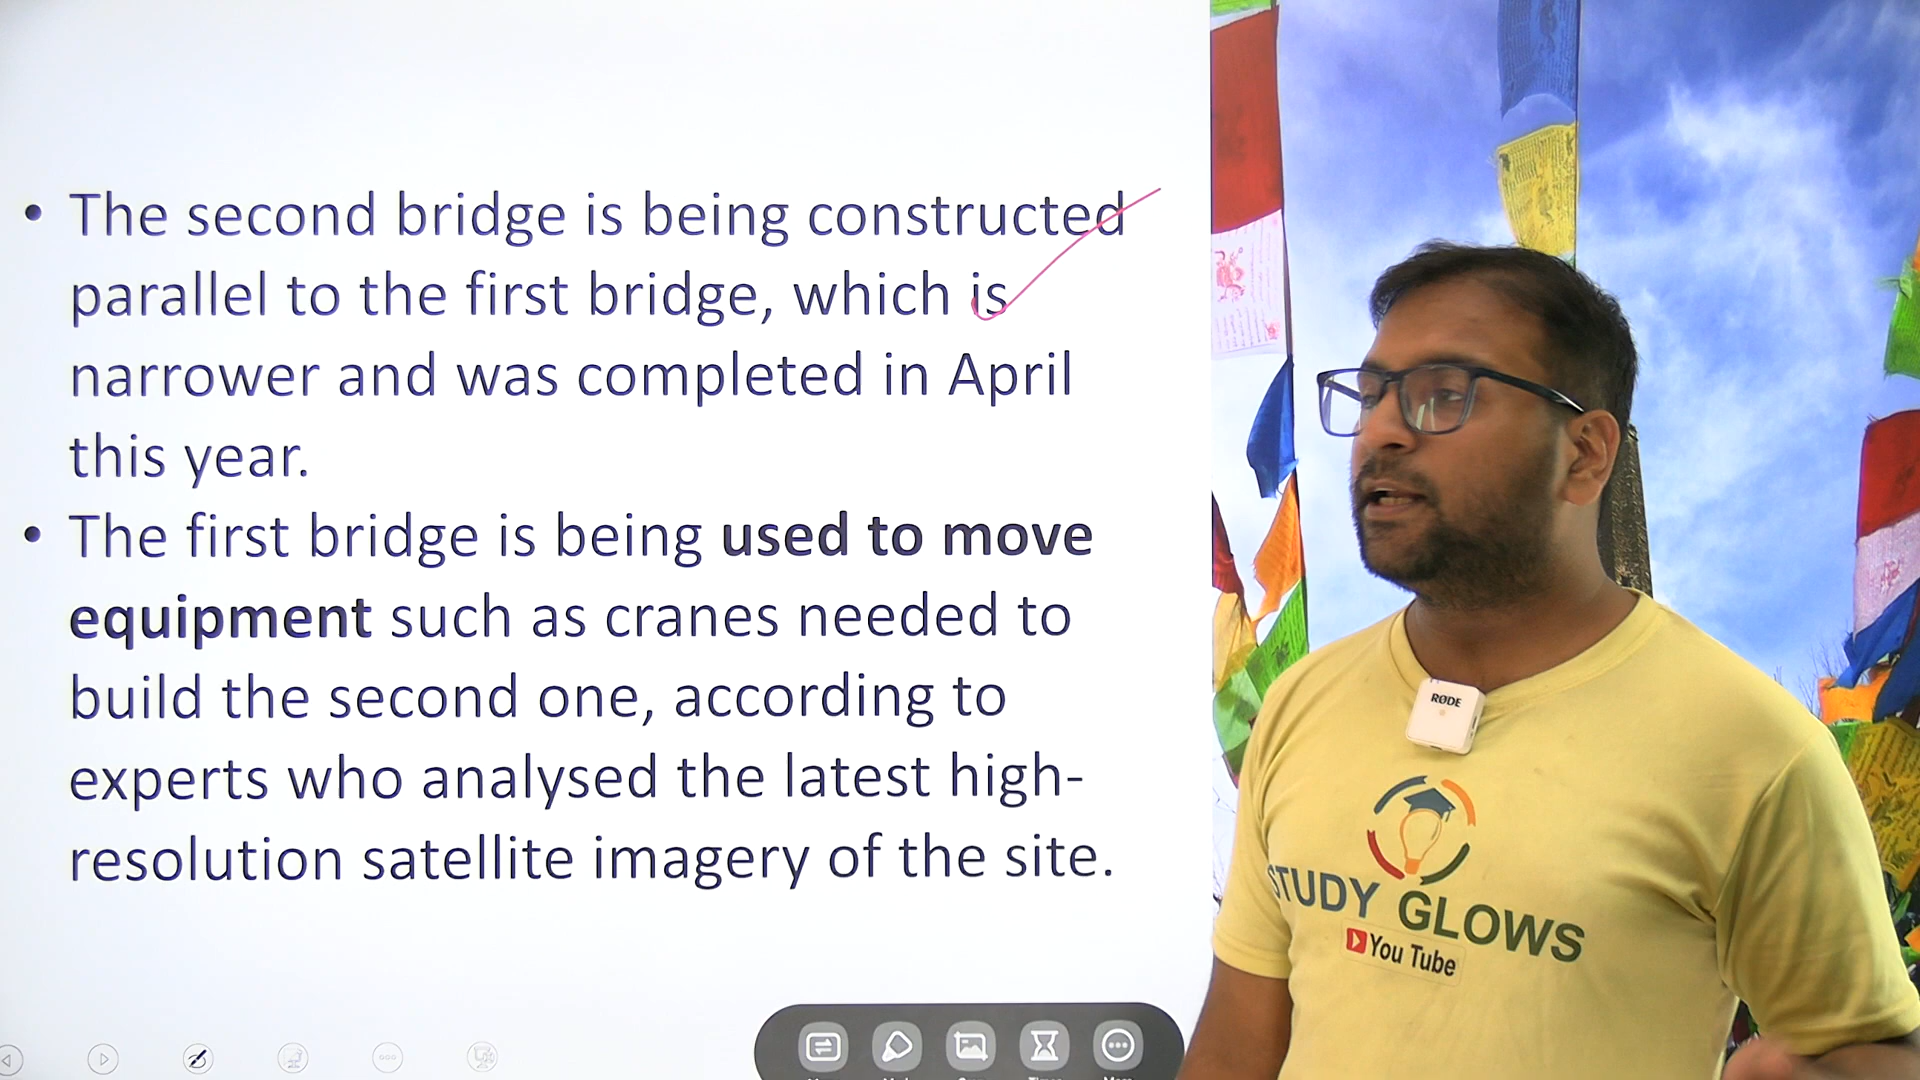 • The second bridge is being constructed
parallel to the first bridge, which is
narrower and was completed in April
this year.
• The first bridge is being used to move
equipment such as cranes needed to
build the second one, according to
experts who analysed the latest high-
resolution satellite imagery of the site.
RØDE
STUDY GLOWS
You Tube